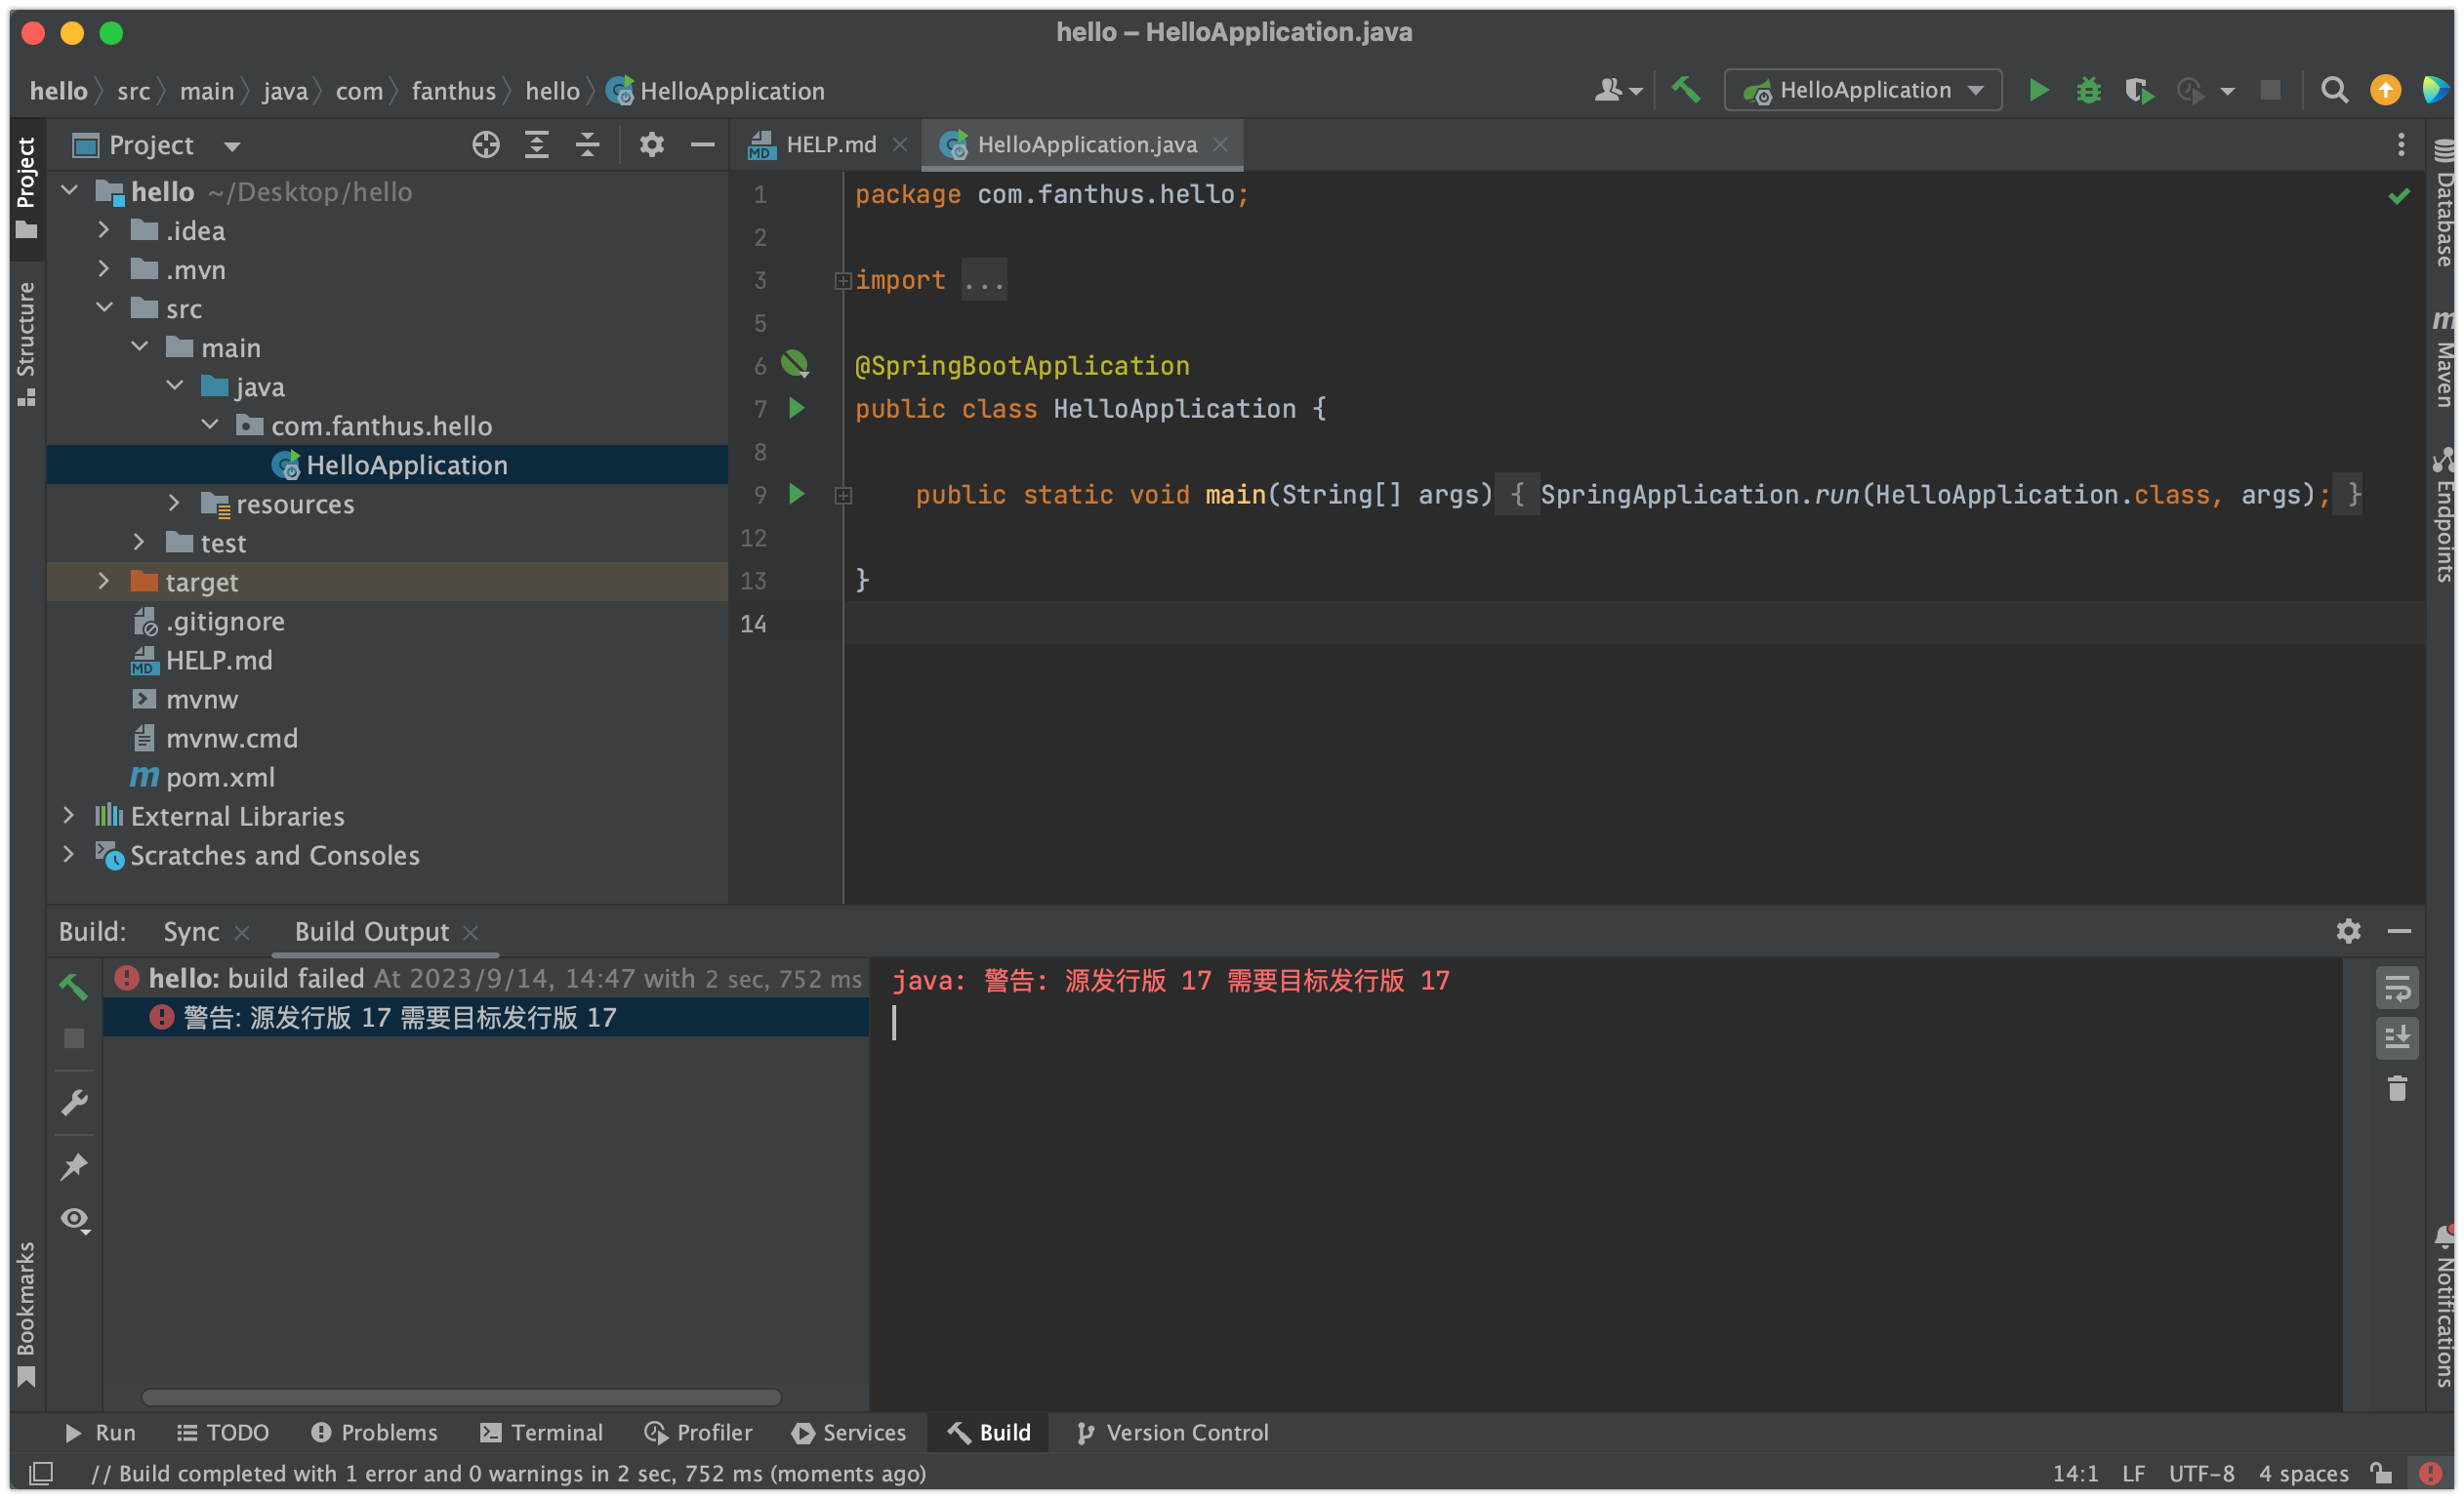 hello – HelloApplication.java
hello src main java com fanthus hello HelloApplication
HelloApplication
Project
Structure
Bookmarks
Project
hello ~/Desktop/hello
.idea
.mvn
src
main
java
com.fanthus.hello
HelloApplication
resources
test
target
.gitignore
HELP.md
mvnw
mvnw.cmd
pom.xml
External Libraries
Scratches and Consoles
HELP.md
HelloApplication.java
1 package com.fanthus.hello;
2
3 import ...
5
6 @SpringBootApplication
7 public class HelloApplication {
8
9 public static void main(String[] args) { SpringApplication.run(HelloApplication.class, args); }
12
13 }
14
Database
Maven
Endpoints
Notifications
Build: Sync Build Output
hello: build failed At 2023/9/14, 14:47 with 2 sec, 752 ms
警告: 源发行版 17 需要目标发行版 17
java: 警告: 源发行版 17 需要目标发行版 17
Run TODO Problems Terminal Profiler Services Build Version Control
// Build completed with 1 error and 0 warnings in 2 sec, 752 ms (moments ago)
14:1 LF UTF-8 4 spaces